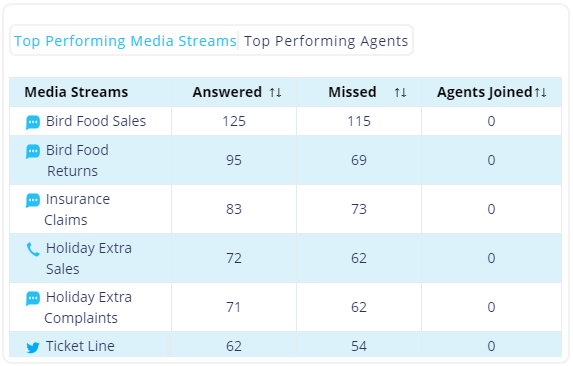 Top Performing Media Streams Top Performing Agents
Media Streams Answered ↑↓ Missed ↑↓ Agents Joined↑↓
Bird Food Sales 125 115 0
Bird Food
Returns 95 69 0
Insurance
Claims 83 73 0
Holiday Extra
Sales 72 62 0
Holiday Extra
Complaints 71 62 0
Ticket Line 62 54 0